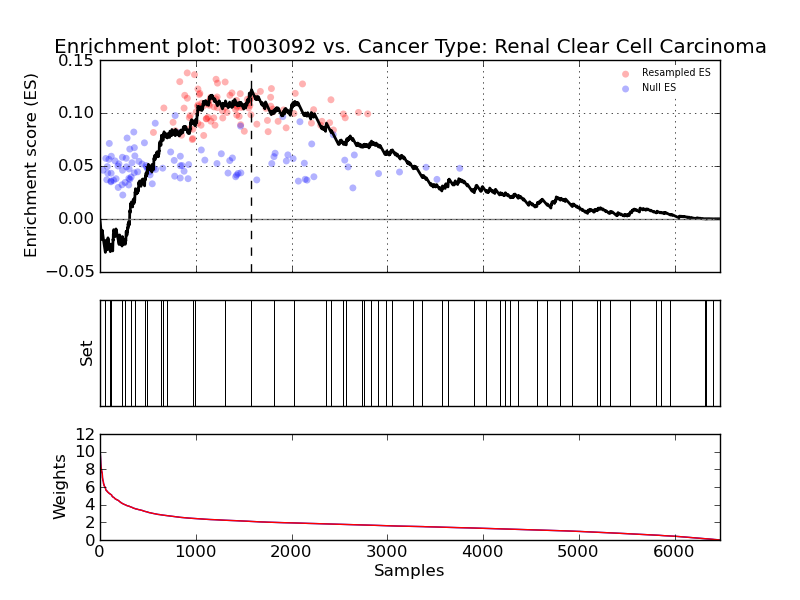 Enrichment plot: T003092 vs. Cancer Type: Renal Clear Cell Carcinoma
0.15
0.10
0.05
0.00
−0.05
Enrichment score (ES)
Resampled ES
Null ES
Set
12
10
8
6
4
2
0
Weights
0 1000 2000 3000 4000 5000 6000
Samples